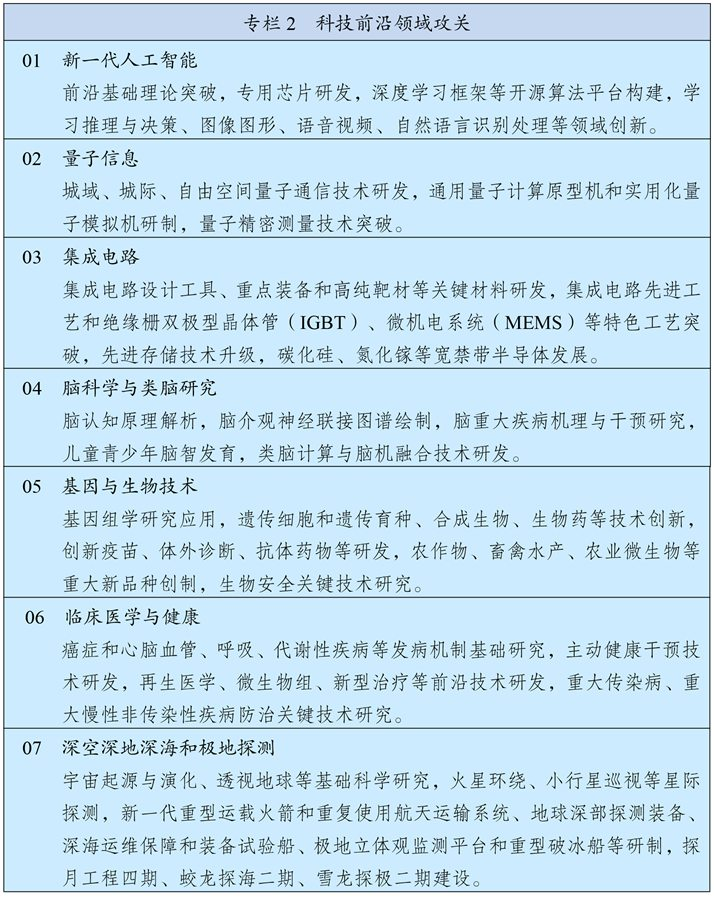 专栏 2 科技前沿领域攻关
01 新一代人工智能
前沿基础理论突破，专用芯片研发，深度学习框架等开源算法平台构建，学
习推理与决策、图像图形、语音视频、自然语言识别处理等领域创新。
02 量子信息
城域、城际、自由空间量子通信技术研发，通用量子计算原型机和实用化量
子模拟机研制，量子精密测量技术突破。
03 集成电路
集成电路设计工具、重点装备和高纯靶材等关键材料研发，集成电路先进工
艺和绝缘栅双极型晶体管（IGBT）、微机电系统（MEMS）等特色工艺突
破，先进存储技术升级，碳化硅、氮化镓等宽禁带半导体发展。
04 脑科学与类脑研究
脑认知原理解析，脑介观神经联接图谱绘制，脑重大疾病机理与干预研究，
儿童青少年脑智发育，类脑计算与脑机融合技术研发。
05 基因与生物技术
基因组学研究应用，遗传细胞和遗传育种、合成生物、生物药等技术创新，
创新疫苗、体外诊断、抗体药物等研发，农作物、畜禽水产、农业微生物等
重大新品种创制，生物安全关键技术研究。
06 临床医学与健康
癌症和心脑血管、呼吸、代谢性疾病等发病机制基础研究，主动健康干预技
术研发，再生医学、微生物组、新型治疗等前沿技术研发，重大传染病、重
大慢性非传染性疾病防治关键技术研究。
07 深空深地深海和极地探测
宇宙起源与演化、透视地球等基础科学研究，火星环绕、小行星巡视等星际
探测，新一代重型运载火箭和重复使用航天运输系统、地球深部探测装备、
深海运维保障和装备试验船、极地立体观监测平台和重型破冰船等研制，探
月工程四期、蛟龙探海二期、雪龙探极二期建设。